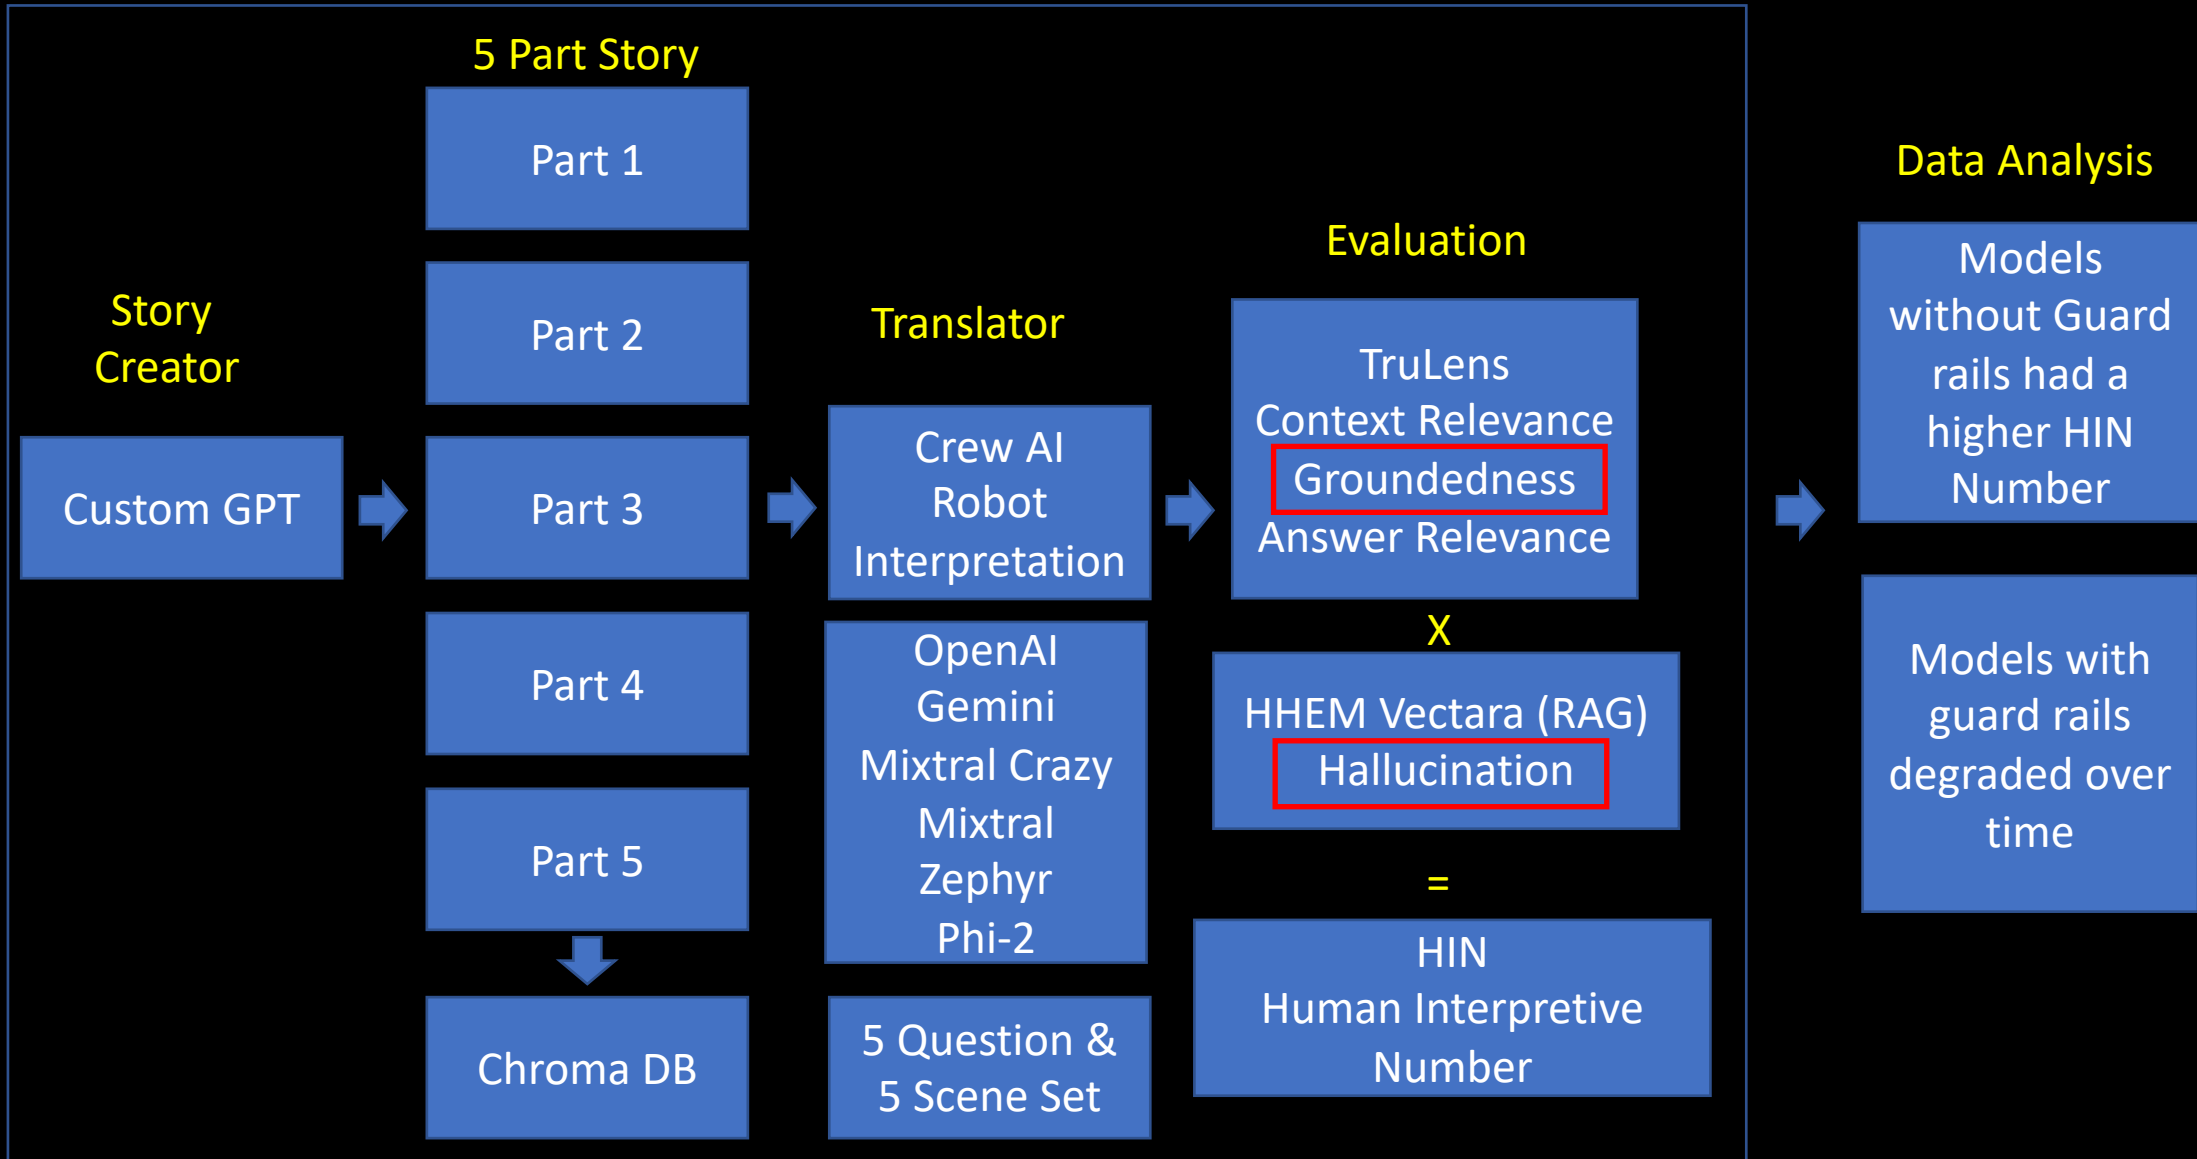 Story
Creator
Custom GPT
5 Part Story
Part 1
Part 2
Part 3
Part 4
Part 5
Chroma DB
Translator
Crew AI
Robot
Interpretation
OpenAI
Gemini
Mixtral Crazy
Mixtral
Zephyr
Phi-2
5 Question &
5 Scene Set
Evaluation
TruLens
Context Relevance
Groundedness
Answer Relevance
X
HHEM Vectara (RAG)
Hallucination
=
HIN
Human Interpretive
Number
Data Analysis
Models
without Guard
rails had a
higher HIN
Number
Models with
guard rails
degraded over
time